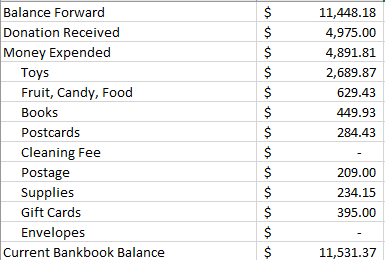 Balance Forward $ 11,448.18
Donation Received $ 4,975.00
Money Expended $ 4,891.81
Toys $ 2,689.87
Fruit, Candy, Food $ 629.43
Books $ 449.93
Postcards $ 284.43
Cleaning Fee $ -
Postage $ 209.00
Supplies $ 234.15
Gift Cards $ 395.00
Envelopes $ -
Current Bankbook Balance $ 11,531.37